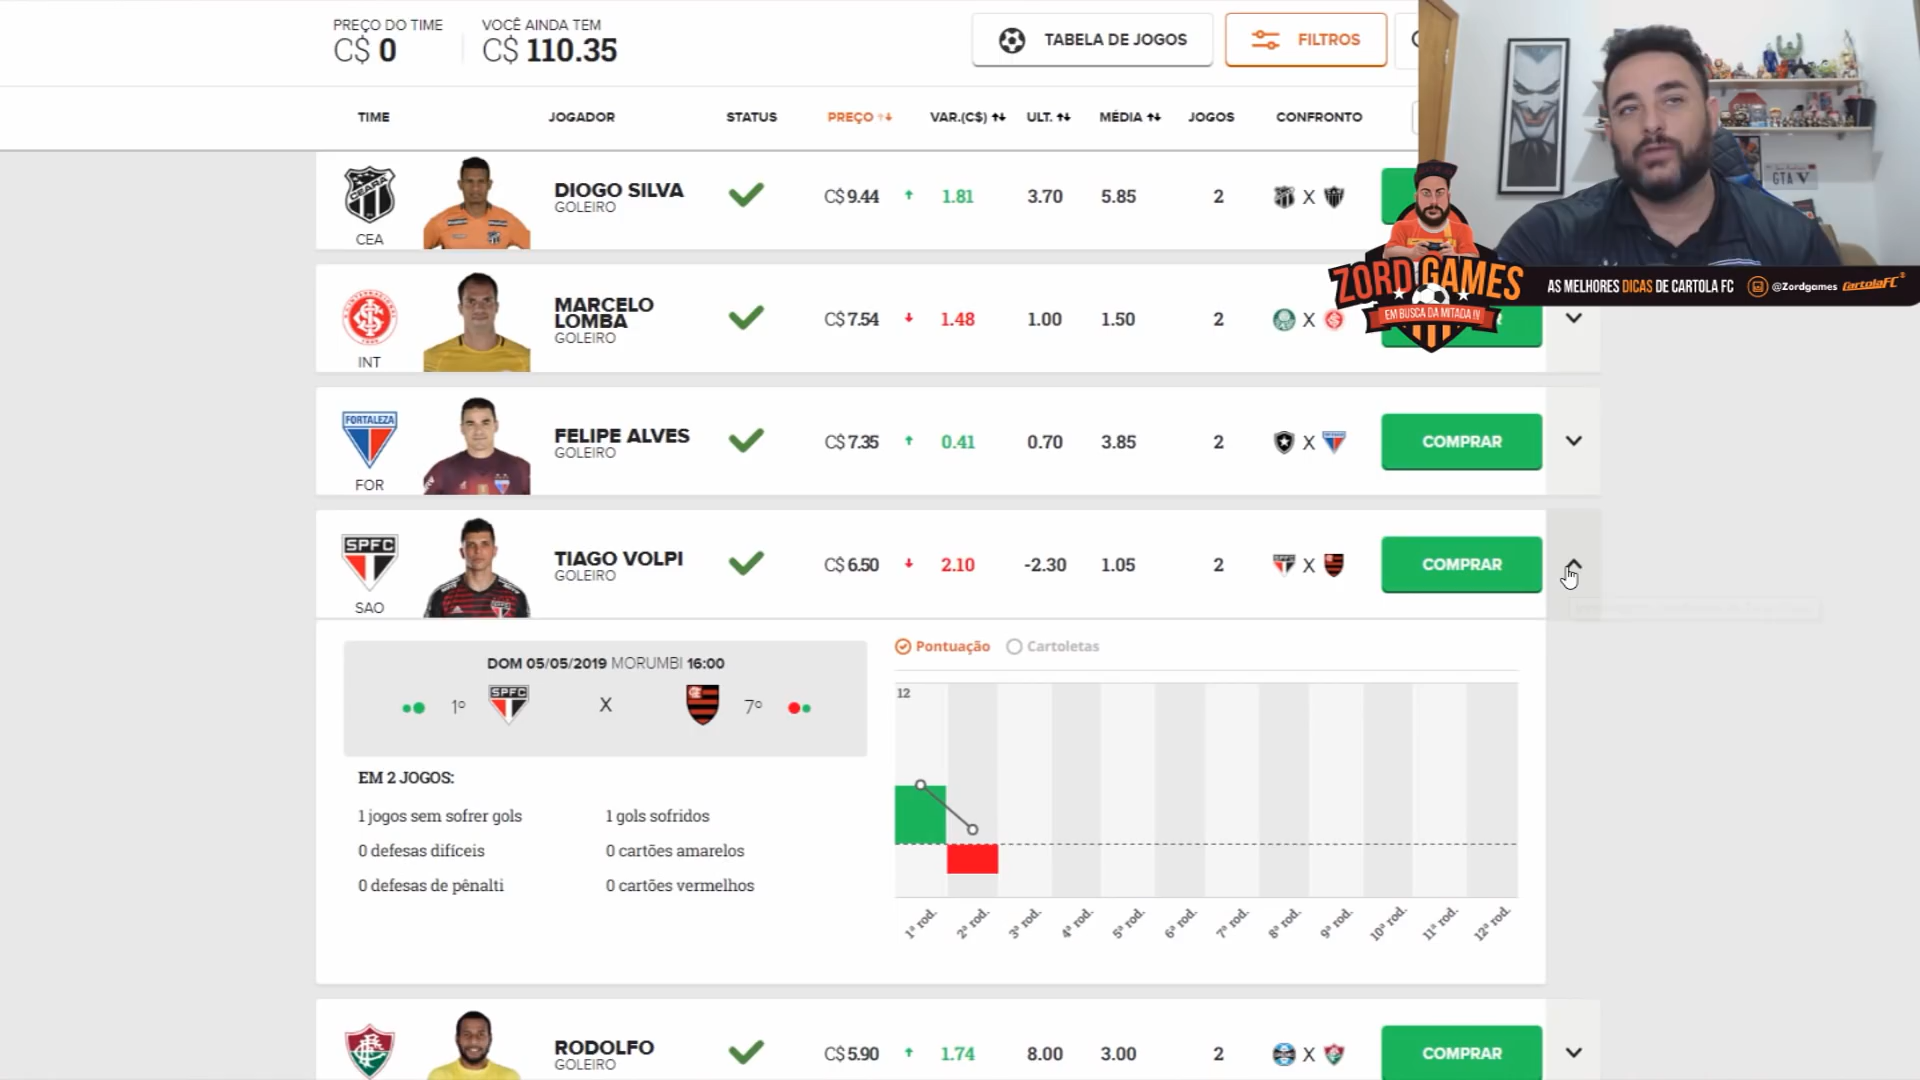 PREÇO DO TIME
C$ 0
VOCÊ AINDA TEM
C$ 110.35
TABELA DE JOGOS
FILTROS
TIME JOGADOR STATUS PREÇO VAR.(C$) ULT. MÉDIA JOGOS CONFRONTO
GTA V
CEARÁ
CEA
DIOGO SILVA
GOLEIRO
C$ 9.44 1.81 3.70 5.85 2 X
ZORD GAMES
EM BUSCA DA MITADA !!!
AS MELHORES DICAS DE CARTOLA FC
@Zordgames
CartolaFC
INT
MARCELO
LOMBA
GOLEIRO
C$ 7.54 1.48 1.00 1.50 2 X
FORTALEZA
FOR
FELIPE ALVES
GOLEIRO
C$ 7.35 0.41 0.70 3.85 2 X
COMPRAR
SPFC
SAO
TIAGO VOLPI
GOLEIRO
C$ 6.50 2.10 -2.30 1.05 2 X
COMPRAR
DOM 05/05/2019 MORUMBI 16:00
1º SPFC X 7º
EM 2 JOGOS:
1 jogos sem sofrer gols
1 gols sofridos
0 defesas difíceis
0 cartões amarelos
0 defesas de pênalti
0 cartões vermelhos
Pontuação Cartoletas
12
1ª rod. 2ª rod. 3ª rod. 4ª rod. 5ª rod. 6ª rod. 7ª rod. 8ª rod. 9ª rod. 10ª rod. 11ª rod. 12ª rod.
RODOLFO
GOLEIRO
C$ 5.90 1.74 8.00 3.00 2 X
COMPRAR